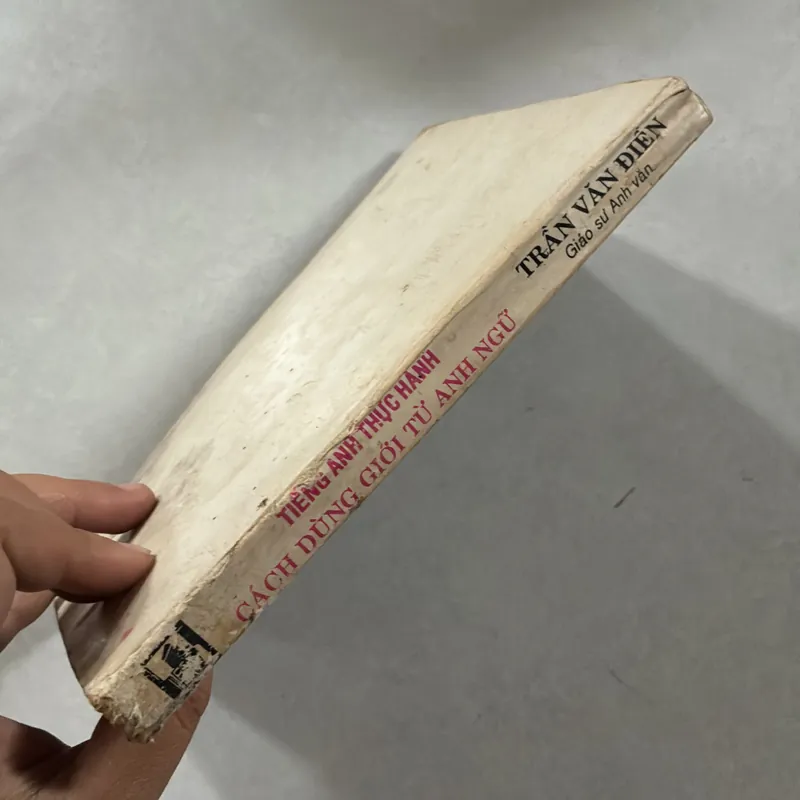 TRẦN VĂN ĐIỀN
Giáo sư Anh văn
TIẾNG ANH THỰC HÀNH
CÁCH DÙNG GIỚI TỪ ANH NGỮ